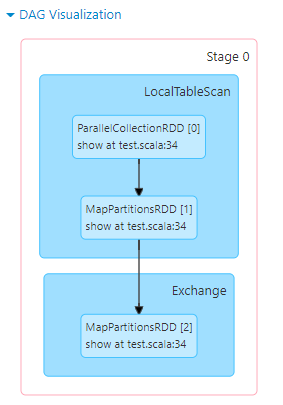 DAG Visualization
Stage 0
LocalTableScan
ParallelCollectionRDD [0]
show at test.scala:34
MapPartitionsRDD [1]
show at test.scala:34
Exchange
MapPartitionsRDD [2]
show at test.scala:34